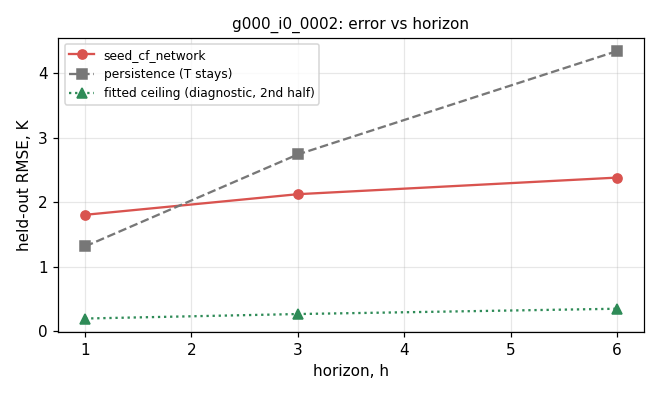 g000_i0_0002: error vs horizon
seed_cf_network
persistence (T stays)
fitted ceiling (diagnostic, 2nd half)
held-out RMSE, K
4
3
2
1
0
1
2
3
4
5
6
horizon, h